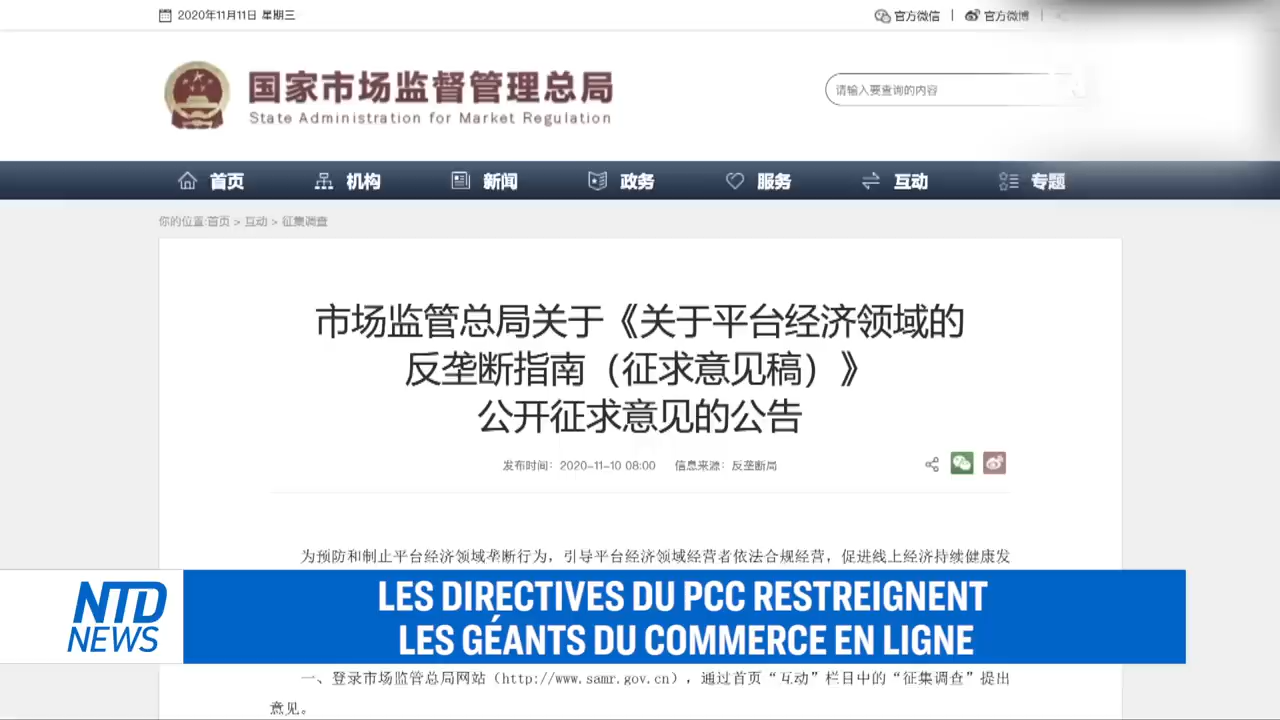 2020年11月11日 星期三
官方微信 | 官方微博 |
国家市场监督管理总局
State Administration for Market Regulation
请输入要查询的内容
首页 机构 新闻 政务 服务 互动 专题
你的位置:首页 > 互动 > 征集调查
市场监管总局关于《关于平台经济领域的
反垄断指南（征求意见稿）》
公开征求意见的公告
发布时间：2020-11-10 08:00 信息来源：反垄断局
为预防和制止平台经济领域垄断行为，引导平台经济领域经营者依法合规经营，促进线上经济持续健康发
NTD
NEWS
LES DIRECTIVES DU PCC RESTREIGNENT
LES GÉANTS DU COMMERCE EN LIGNE
一、登录市场监管总局网站（http://www.samr.gov.cn），通过首页“互动”栏目中的“征集调查”提出
意见。